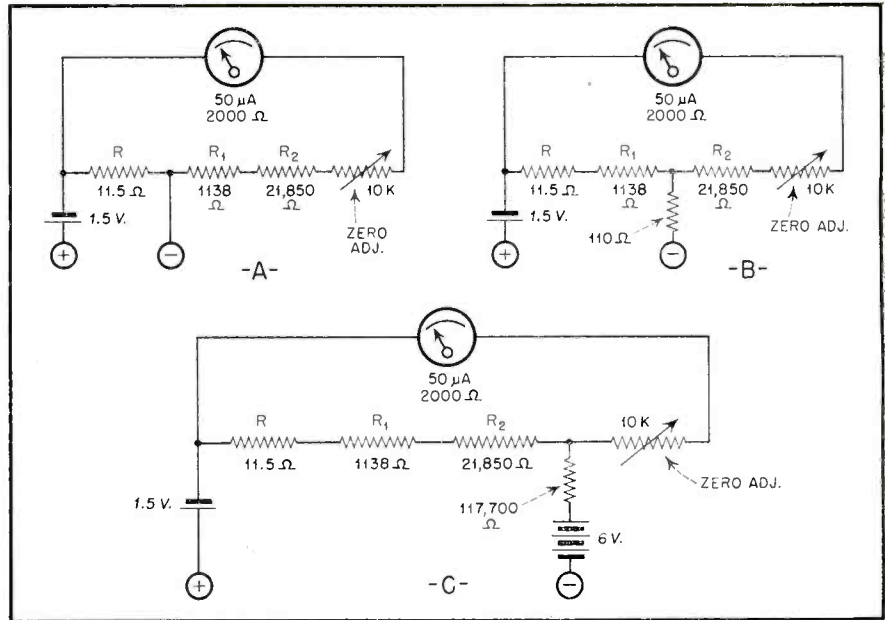 50 µA
2000 Ω
R R₁ R₂
11.5 Ω 1138 Ω 21,850 Ω 10 K
1.5 V.
ZERO ADJ.
+ −
-A-
50 µA
2000 Ω
R R₁ R₂
11.5 Ω 1138 Ω 21,850 Ω 10 K
1.5 V.
110 Ω
ZERO ADJ.
+ −
-B-
50 µA
2000 Ω
R R₁ R₂ 10 K
11.5 Ω 1138 Ω 21,850 Ω
ZERO ADJ.
1.5 V.
117,700 Ω
6 V.
+ −
-C-